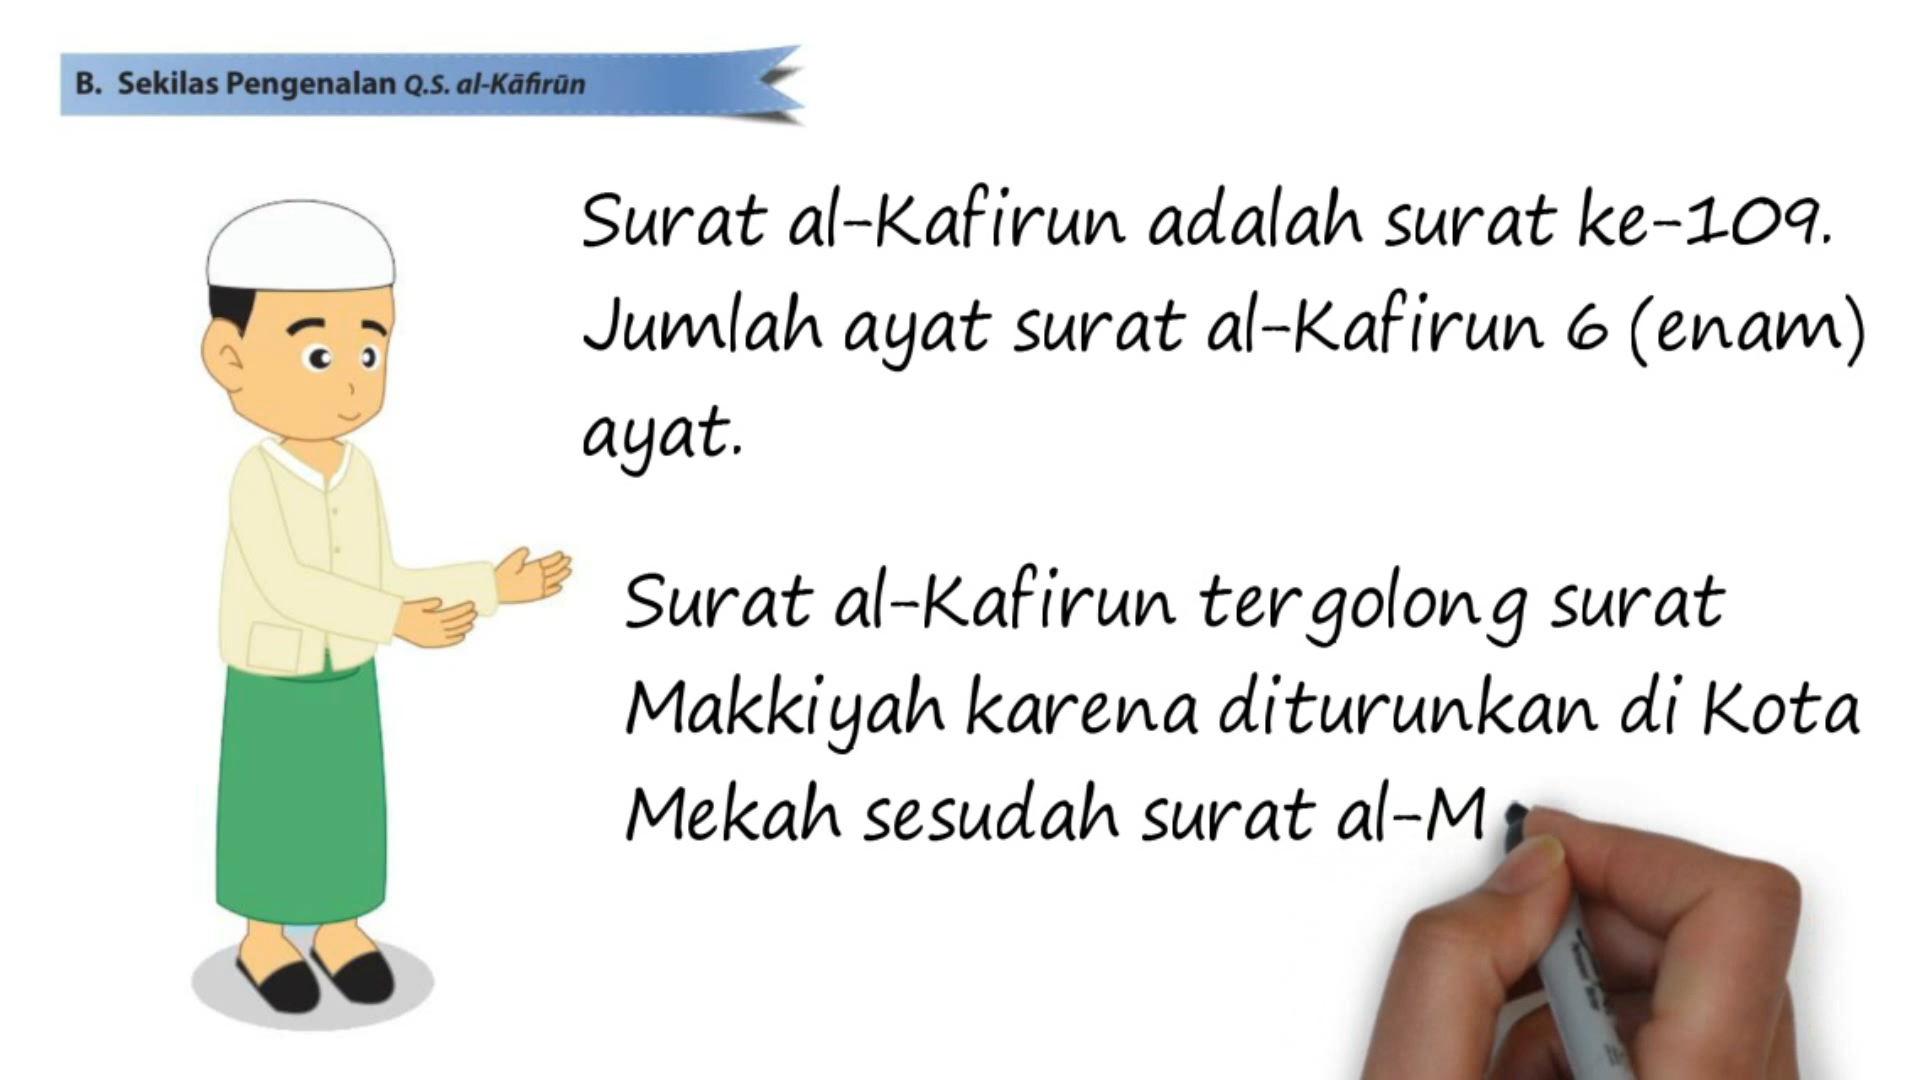 B. Sekilas Pengenalan Q.S. al-Kāfirūn
Surat al-Kafirun adalah surat ke-109.
Jumlah ayat surat al-Kafirun 6 (enam)
ayat.
Surat al-Kafirun tergolong surat
Makkiyah karena diturunkan di Kota
Mekah sesudah surat al-M